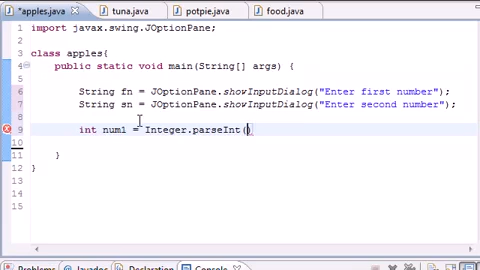 *apples.java tuna.java potpie.java food.java
1 import javax.swing.JOptionPane;
2
3 class apples{
4 public static void main(String[] args) {
5
6 String fn = JOptionPane.showInputDialog("Enter first number");
7 String sn = JOptionPane.showInputDialog("Enter second number");
8
9 int num1 = Integer.parseInt()
10
11 }
12 }
13
14
15
Problems @ Javadoc Declaration Console